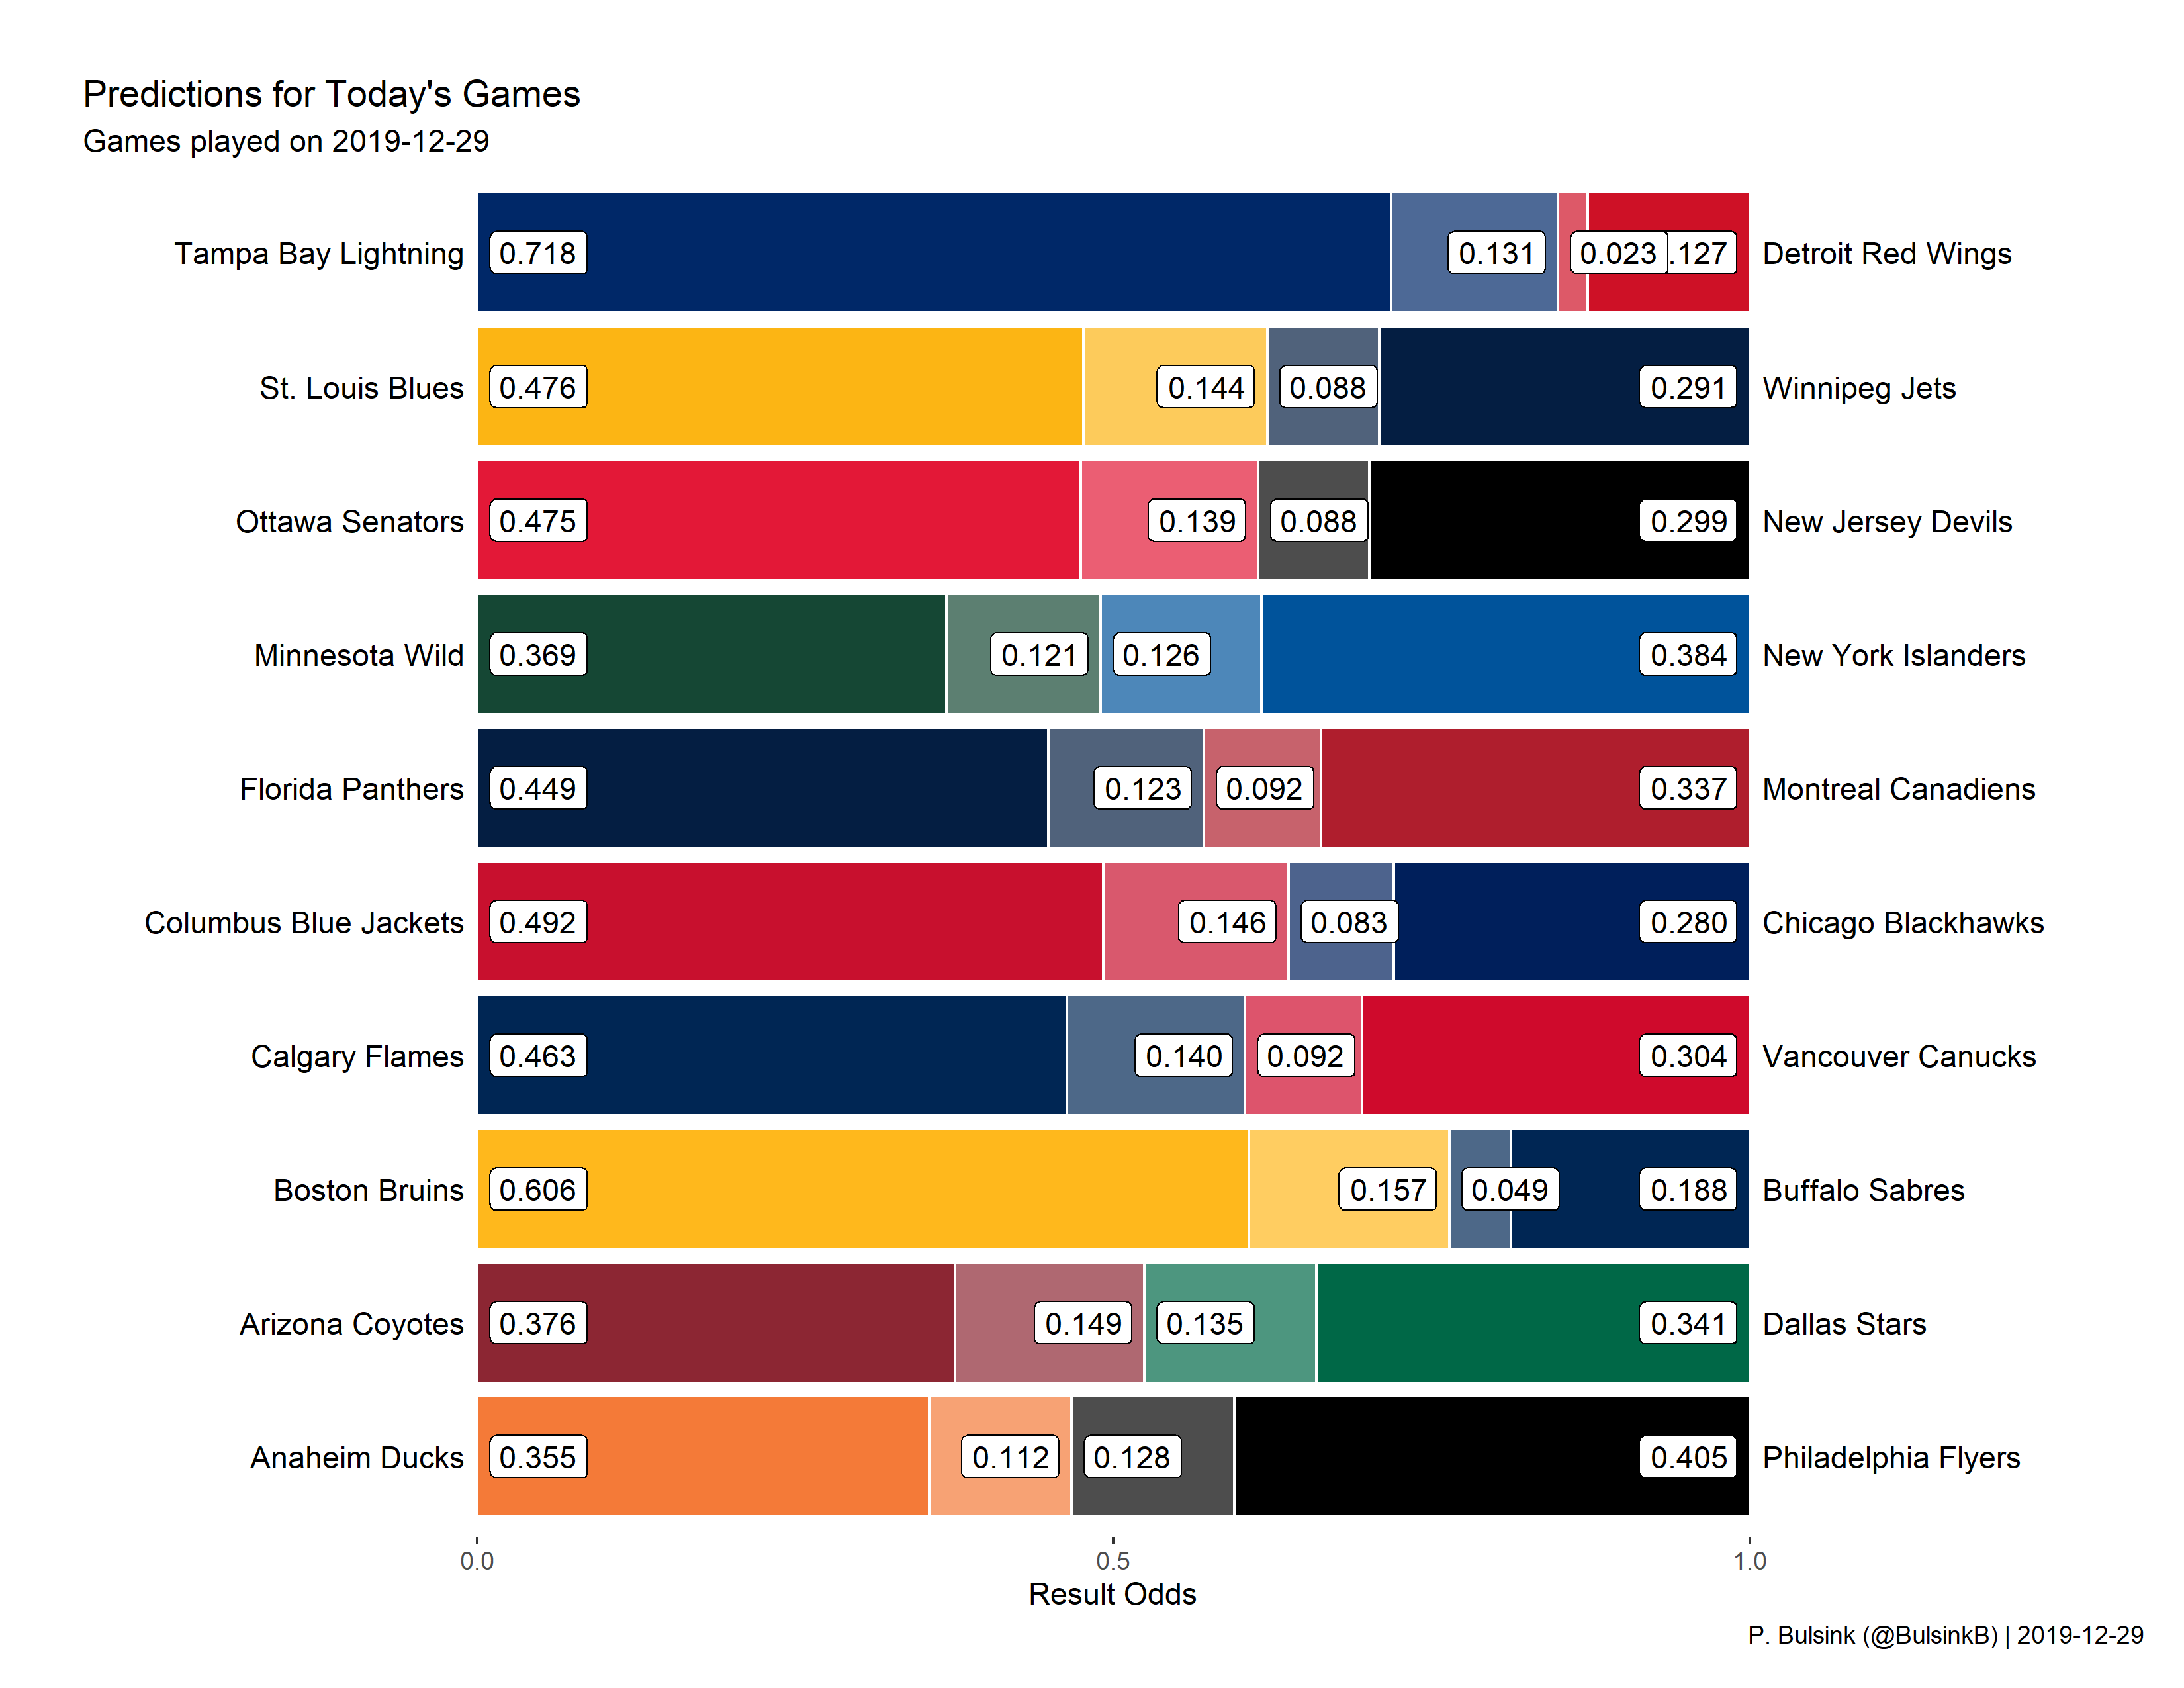 Predictions for Today's Games
Games played on 2019-12-29
Tampa Bay Lightning 0.718 0.131 0.023 .127 Detroit Red Wings
St. Louis Blues 0.476 0.144 0.088 0.291 Winnipeg Jets
Ottawa Senators 0.475 0.139 0.088 0.299 New Jersey Devils
Minnesota Wild 0.369 0.121 0.126 0.384 New York Islanders
Florida Panthers 0.449 0.123 0.092 0.337 Montreal Canadiens
Columbus Blue Jackets 0.492 0.146 0.083 0.280 Chicago Blackhawks
Calgary Flames 0.463 0.140 0.092 0.304 Vancouver Canucks
Boston Bruins 0.606 0.157 0.049 0.188 Buffalo Sabres
Arizona Coyotes 0.376 0.149 0.135 0.341 Dallas Stars
Anaheim Ducks 0.355 0.112 0.128 0.405 Philadelphia Flyers
0.0 0.5 1.0
Result Odds
P. Bulsink (@BulsinkB) | 2019-12-29